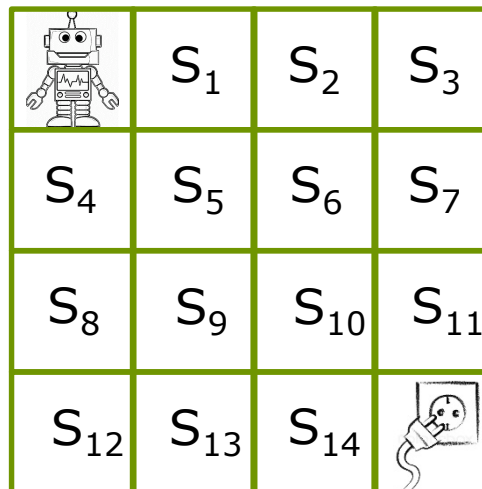 S₁ S₂ S₃
S₄ S₅ S₆ S₇
S₈ S₉ S₁₀ S₁₁
S₁₂ S₁₃ S₁₄